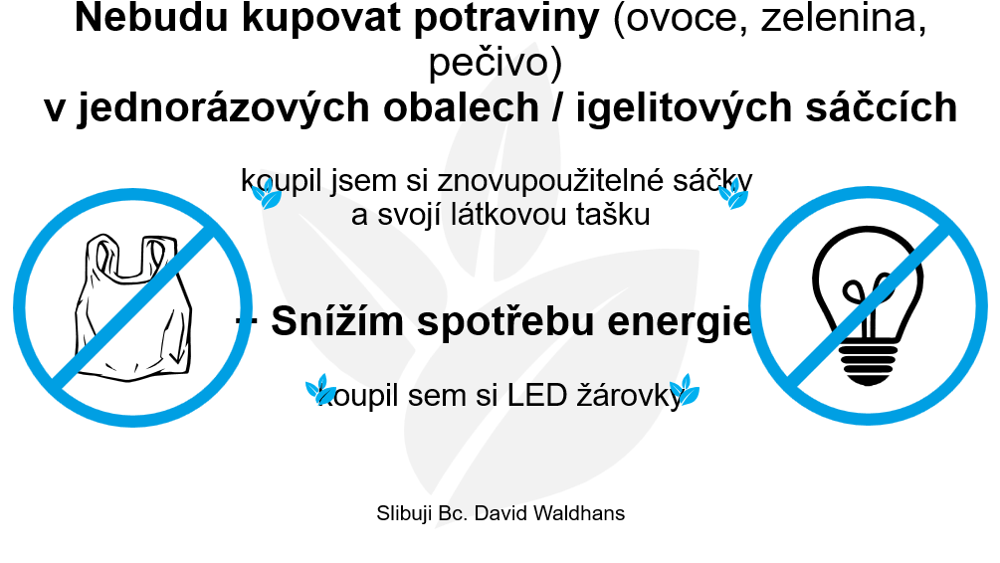 Nebudu kupovat potraviny (ovoce, zelenina,
pečivo)
v jednorázových obalech / igelitových sáčcích
koupil jsem si znovupoužitelné sáčky
a svojí látkovou tašku
+ Snížím spotřebu energie
koupil sem si LED žárovky
Slibuji Bc. David Waldhans